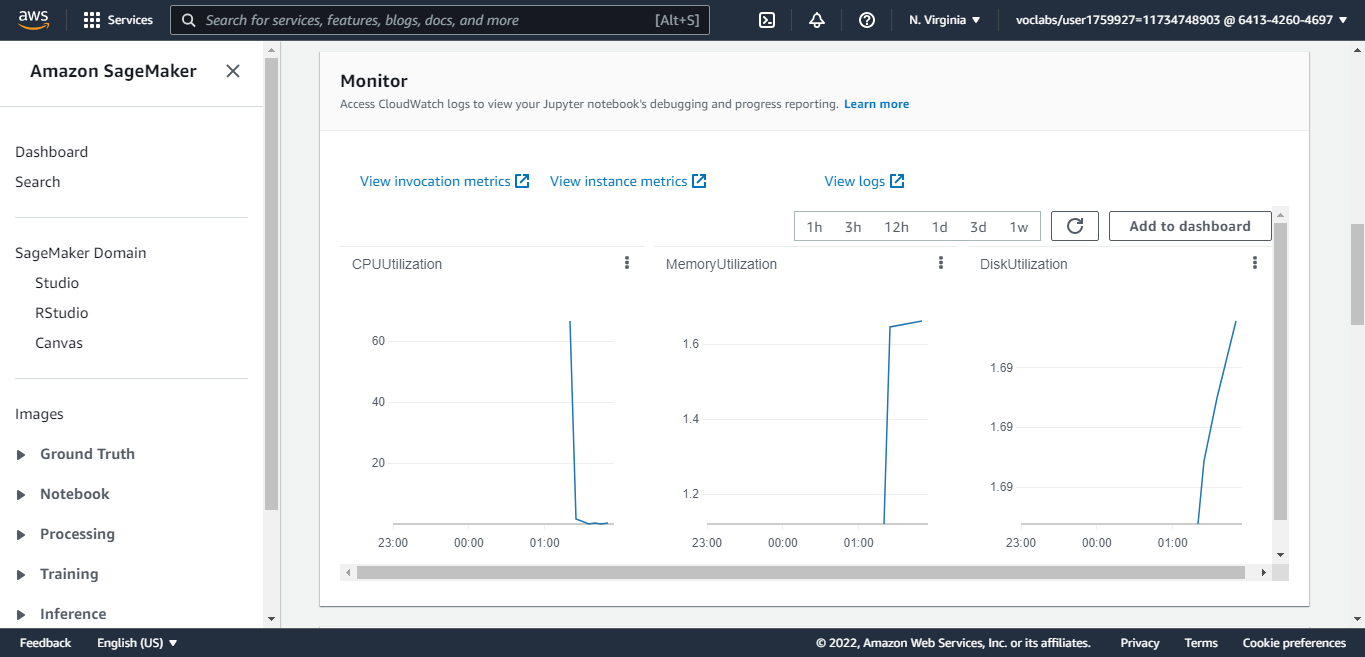 aws
Services
Search for services, features, blogs, docs, and more
[Alt+S]
N. Virginia
voclabs/user1759927=11734748903 @ 6413-4260-4697
Amazon SageMaker
Dashboard
Search
SageMaker Domain
Studio
RStudio
Canvas
Images
Ground Truth
Notebook
Processing
Training
Inference
Monitor
Access CloudWatch logs to view your Jupyter notebook's debugging and progress reporting. Learn more
View invocation metrics
View instance metrics
View logs
1h 3h 12h 1d 3d 1w
Add to dashboard
CPUUtilization
60
40
20
23:00 00:00 01:00
MemoryUtilization
1.6
1.4
1.2
23:00 00:00 01:00
DiskUtilization
1.69
1.69
1.69
23:00 00:00 01:00
Feedback
English (US)
© 2022, Amazon Web Services, Inc. or its affiliates.
Privacy
Terms
Cookie preferences